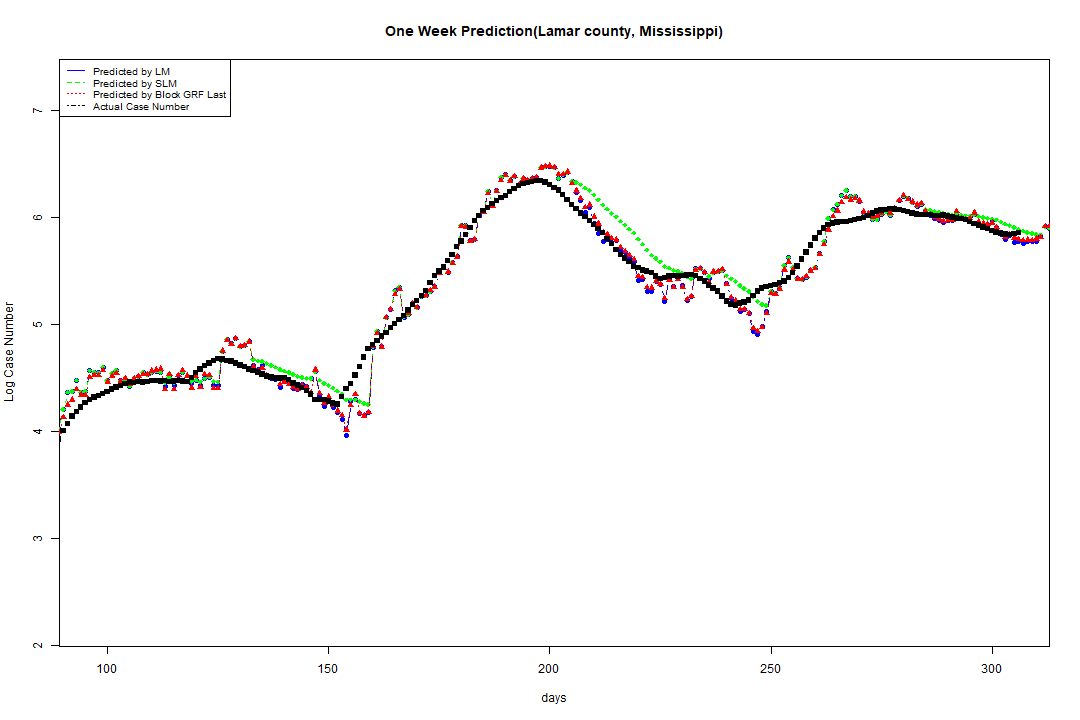 One Week Prediction(Lamar county, Mississippi)
Predicted by LM
Predicted by SLM
Predicted by Block GRF Last
Actual Case Number
7
6
5
4
3
2
Log Case Number
100 150 200 250 300
days